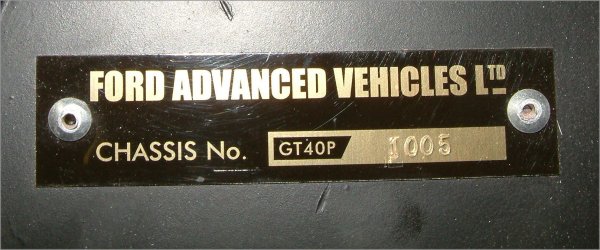 FORD ADVANCED VEHICLES LTD
CHASSIS No. GT40P 1005